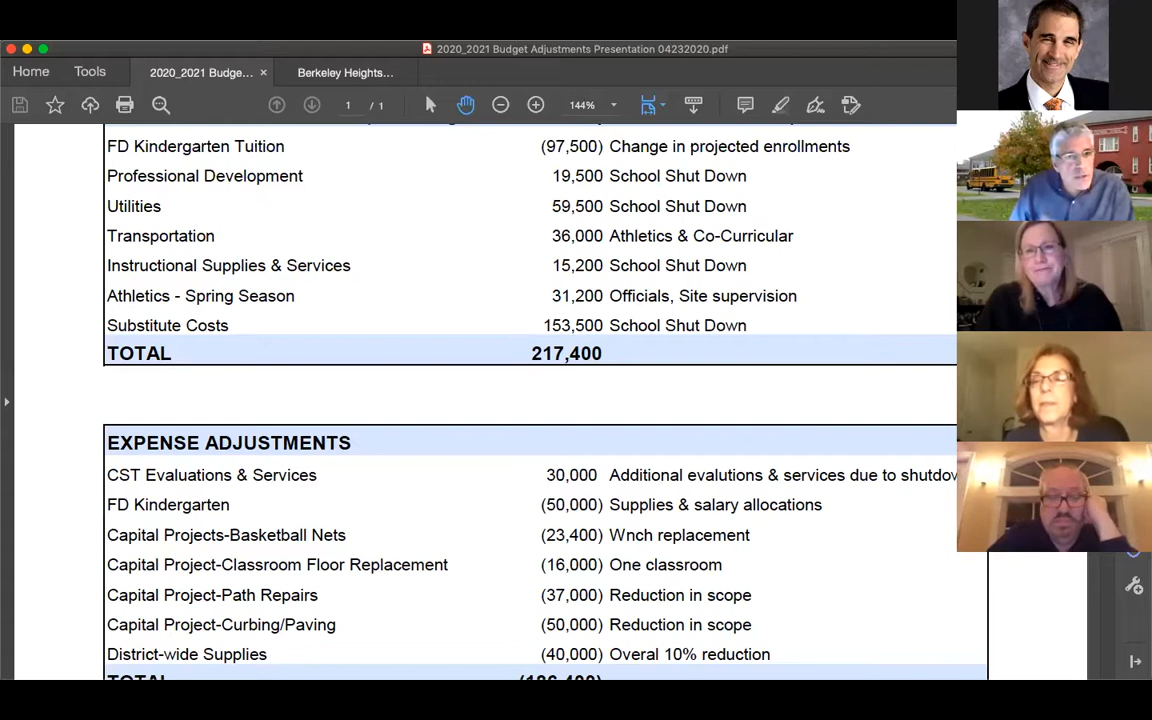 2020_2021 Budget Adjustments Presentation 04232020.pdf
Home Tools 2020_2021 Budge... × Berkeley Heights...
1 / 1 144%
FD Kindergarten Tuition (97,500) Change in projected enrollments
Professional Development 19,500 School Shut Down
Utilities 59,500 School Shut Down
Transportation 36,000 Athletics & Co-Curricular
Instructional Supplies & Services 15,200 School Shut Down
Athletics - Spring Season 31,200 Officials, Site supervision
Substitute Costs 153,500 School Shut Down
TOTAL 217,400
EXPENSE ADJUSTMENTS
CST Evaluations & Services 30,000 Additional evalutions & services due to shutdov
FD Kindergarten (50,000) Supplies & salary allocations
Capital Projects-Basketball Nets (23,400) Wnch replacement
Capital Project-Classroom Floor Replacement (16,000) One classroom
Capital Project-Path Repairs (37,000) Reduction in scope
Capital Project-Curbing/Paving (50,000) Reduction in scope
District-wide Supplies (40,000) Overal 10% reduction
TOTAL (186,400)